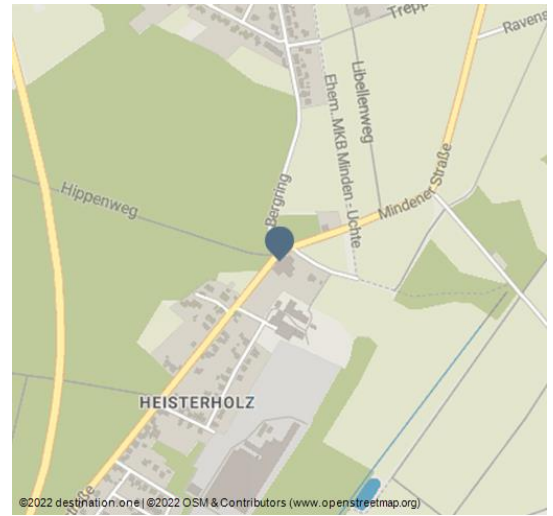 Trepp
Ravens
Libellenweg
Ehem. MKB Minden - Uchte
Bergring
Mindener Straße
Hippenweg
HEISTERHOLZ
straße
©2022 destination.one | ©2022 OSM & Contributors (www.openstreetmap.org)